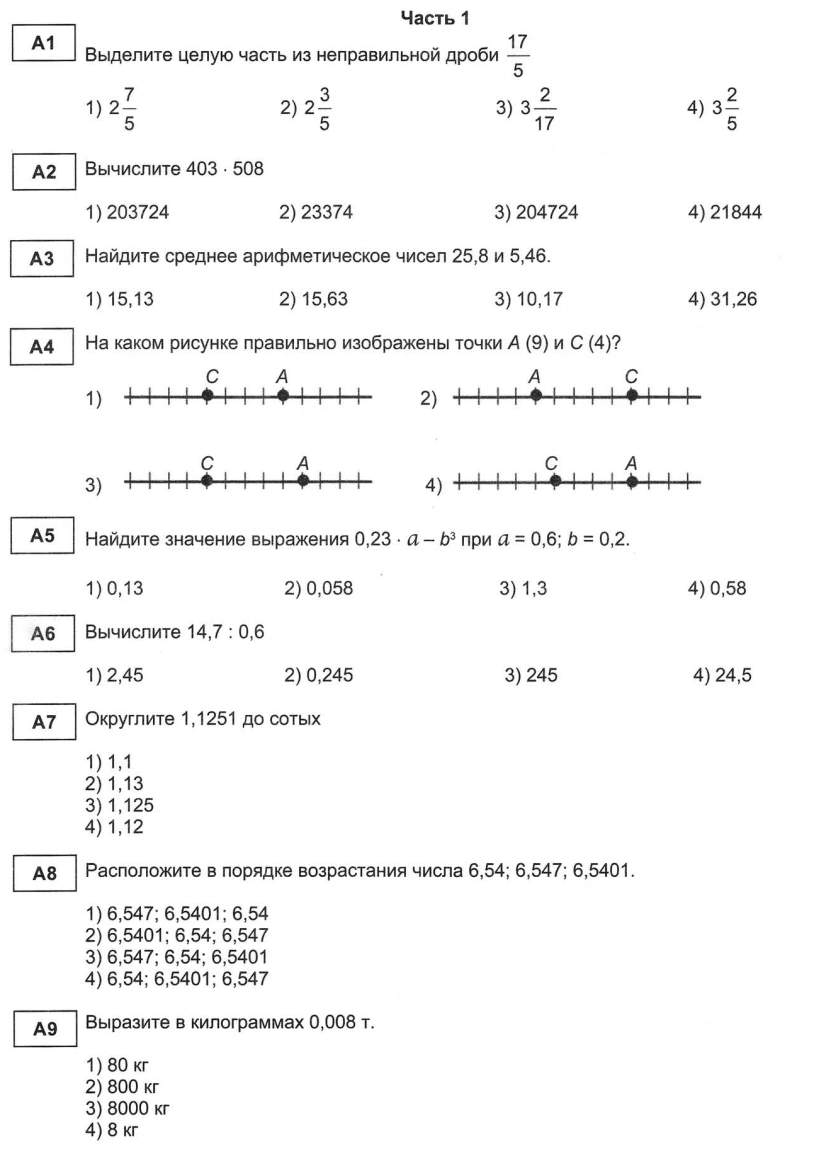 Часть 1
А1
Выделите целую часть из неправильной дроби 17/5
1) 2 7/5 2) 2 3/5 3) 3 2/17 4) 3 2/5
А2 Вычислите 403 · 508
1) 203724 2) 23374 3) 204724 4) 21844
А3 Найдите среднее арифметическое чисел 25,8 и 5,46.
1) 15,13 2) 15,63 3) 10,17 4) 31,26
А4 На каком рисунке правильно изображены точки A (9) и C (4)?
C A A C
1) 2)
C A C A
3) 4)
А5 Найдите значение выражения 0,23 · a – b³ при a = 0,6; b = 0,2.
1) 0,13 2) 0,058 3) 1,3 4) 0,58
А6 Вычислите 14,7 : 0,6
1) 2,45 2) 0,245 3) 245 4) 24,5
А7 Округлите 1,1251 до сотых
1) 1,1
2) 1,13
3) 1,125
4) 1,12
А8 Расположите в порядке возрастания числа 6,54; 6,547; 6,5401.
1) 6,547; 6,5401; 6,54
2) 6,5401; 6,54; 6,547
3) 6,547; 6,54; 6,5401
4) 6,54; 6,5401; 6,547
А9 Выразите в килограммах 0,008 т.
1) 80 кг
2) 800 кг
3) 8000 кг
4) 8 кг